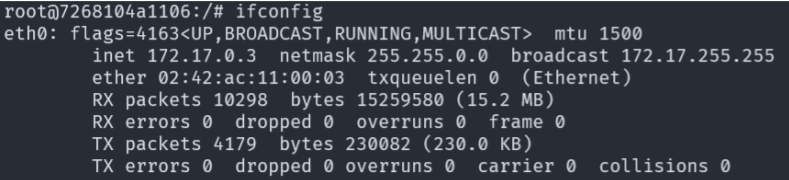 root@7268104a1106:/# ifconfig
eth0: flags=4163<UP,BROADCAST,RUNNING,MULTICAST>  mtu 1500
        inet 172.17.0.3  netmask 255.255.0.0  broadcast 172.17.255.255
        ether 02:42:ac:11:00:03  txqueuelen 0  (Ethernet)
        RX packets 10298  bytes 15259580 (15.2 MB)
        RX errors 0  dropped 0  overruns 0  frame 0
        TX packets 4179  bytes 230082 (230.0 KB)
        TX errors 0  dropped 0 overruns 0  carrier 0  collisions 0